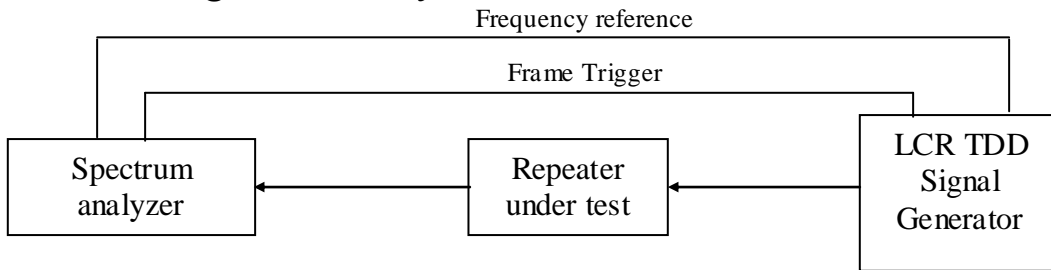 Frequency reference
Frame Trigger
Spectrum
analyzer
Repeater
under test
LCR TDD
Signal
Generator